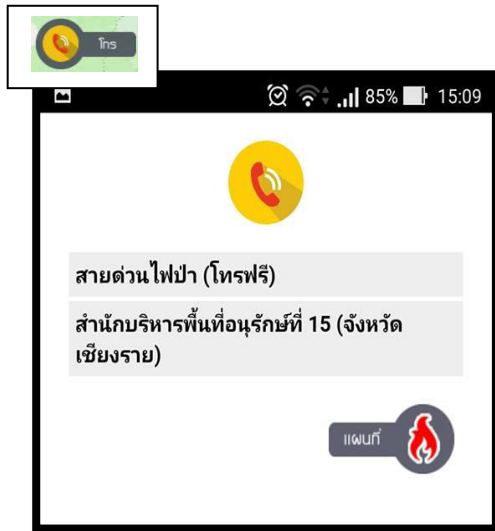 โทร
85% 15:09
สายด่วนไฟป่า (โทรฟรี)
สำนักบริหารพื้นที่อนุรักษ์ที่ 15 (จังหวัด
เชียงราย)
แผนที่